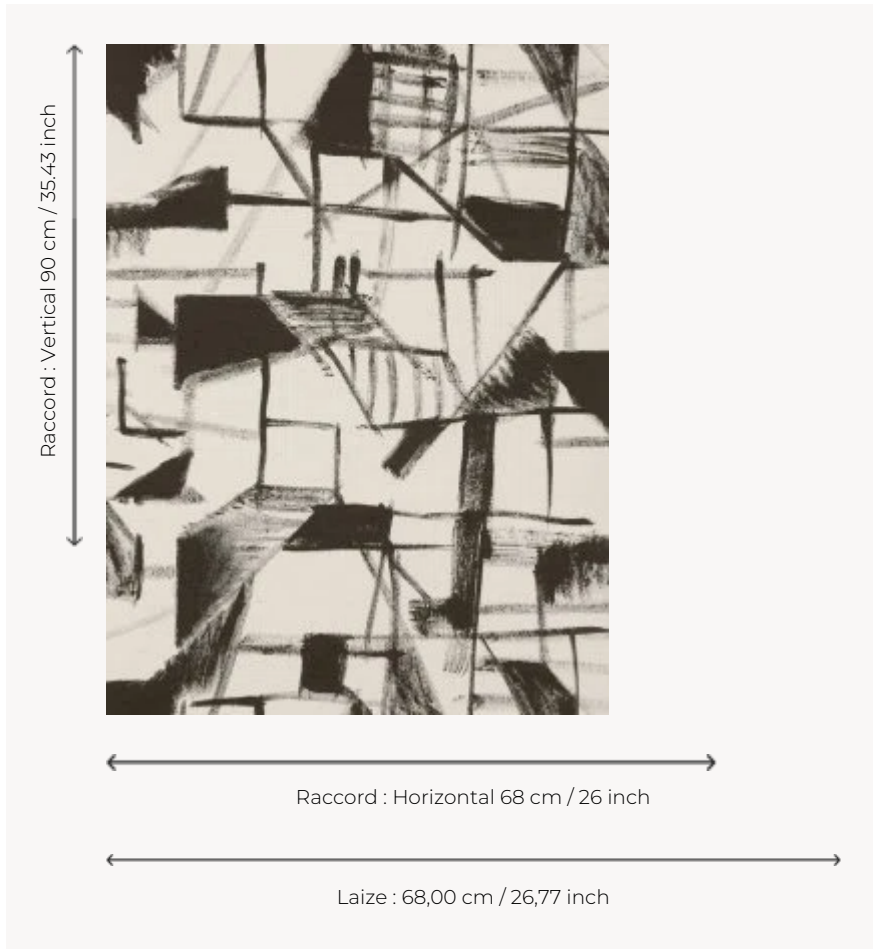 Raccord : Vertical 90 cm / 35.43 inch
Raccord : Horizontal 68 cm / 26 inch
Laize : 68,00 cm / 26,77 inch